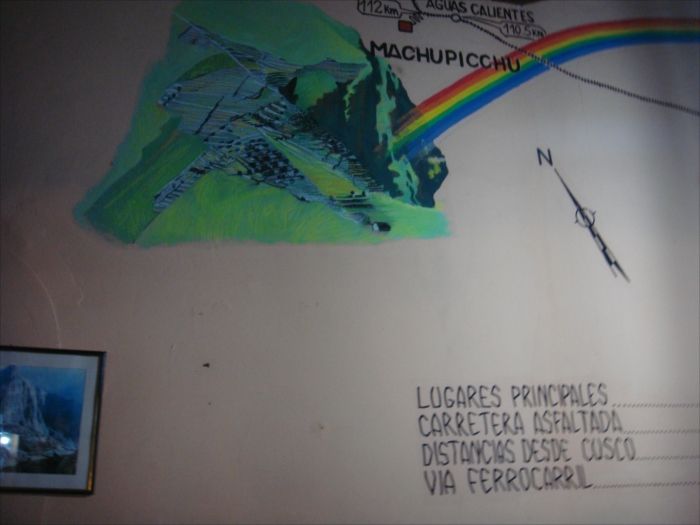 112 km
AGUAS CALIENTES
110.5 km
MACHUPICCHU
N
LUGARES PRINCIPALES
CARRETERA ASFALTADA
DISTANCIAS DESDE CUSCO
VIA FERROCARRIL